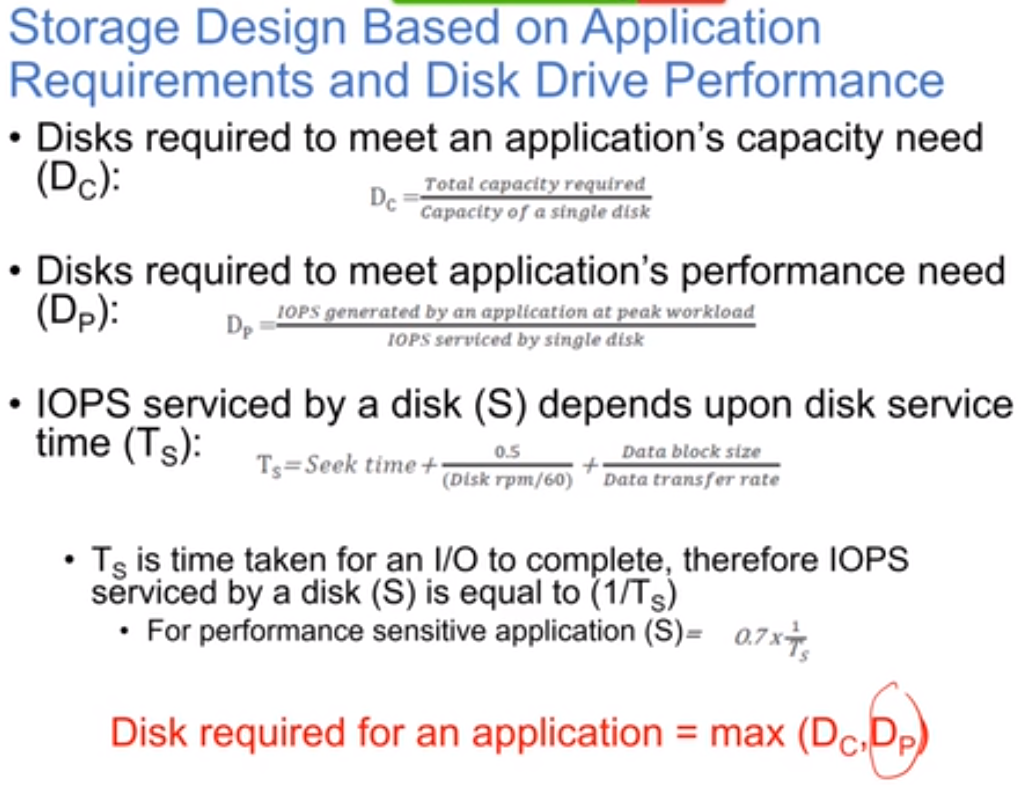 Storage Design Based on Application
Requirements and Disk Drive Performance
• Disks required to meet an application's capacity need
(D_C): D_C = Total capacity required / Capacity of a single disk
• Disks required to meet application's performance need
(D_P): D_P = IOPS generated by an application at peak workload / IOPS serviced by single disk
• IOPS serviced by a disk (S) depends upon disk service
time (T_S): T_S = Seek time + 0.5 / (Disk rpm/60) + Data block size / Data transfer rate
• T_S is time taken for an I/O to complete, therefore IOPS
serviced by a disk (S) is equal to (1/T_S)
• For performance sensitive application (S)= 0.7 x 1/T_S
Disk required for an application = max (D_C,D_P)